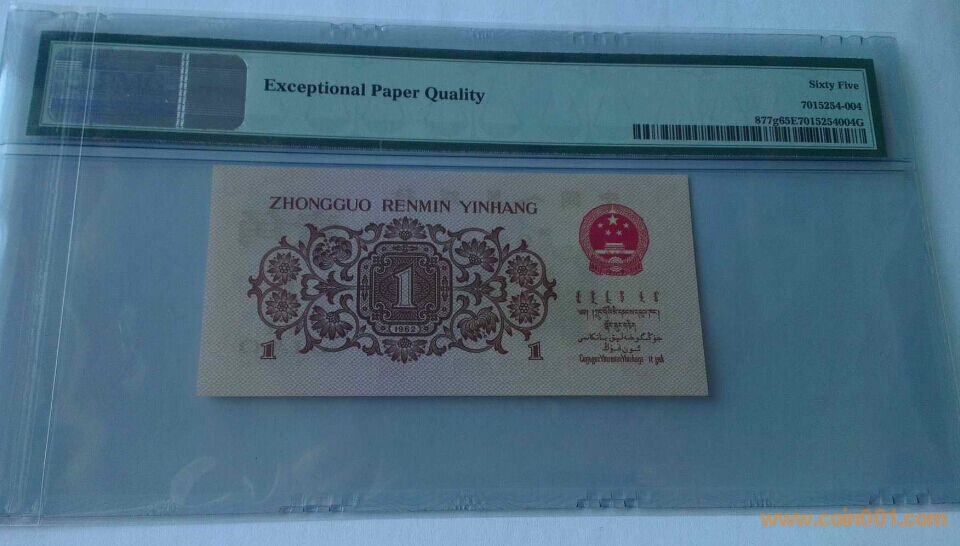 Exceptional Paper Quality
Sixty Five
7015254-004
877g65E7015254004G
ZHONGGUO RENMIN YINHANG
1
1962
1
1
www.coin001.com